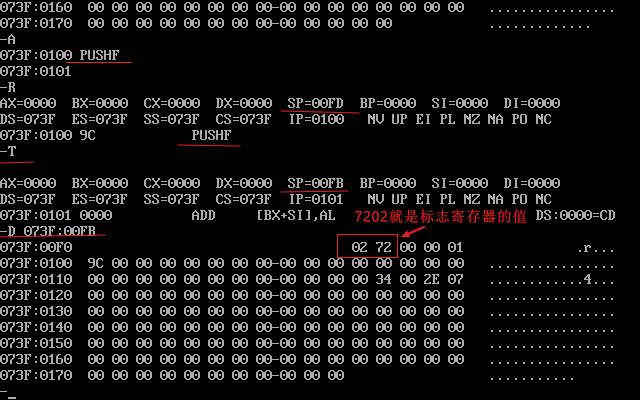 073F:0160  00 00 00 00 00 00 00 00-00 00 00 00 00 00 00 00   ................
073F:0170  00 00 00 00 00 00 00 00-00 00 00 00 00            .............
-A
073F:0100 PUSHF
073F:0101
-R
AX=0000  BX=0000  CX=0000  DX=0000  SP=00FD  BP=0000  SI=0000  DI=0000
DS=073F  ES=073F  SS=073F  CS=073F  IP=0100   NV UP EI PL NZ NA PO NC
073F:0100 9C            PUSHF
-T
AX=0000  BX=0000  CX=0000  DX=0000  SP=00FB  BP=0000  SI=0000  DI=0000
DS=073F  ES=073F  SS=073F  CS=073F  IP=0101   NV UP EI PL NZ NA PO NC
073F:0101 0000          ADD     [BX+SI],AL   7202就是标志寄存器的值   DS:0000=CD
-D 073F:00FB
073F:00F0                                   02 72 00 00 01              .r...
073F:0100  9C 00 00 00 00 00 00 00-00 00 00 00 00 00 00 00   ................
073F:0110  00 00 00 00 00 00 00 00-00 00 00 00 34 00 2E 07   ............4...
073F:0120  00 00 00 00 00 00 00 00-00 00 00 00 00 00 00 00   ................
073F:0130  00 00 00 00 00 00 00 00-00 00 00 00 00 00 00 00   ................
073F:0140  00 00 00 00 00 00 00 00-00 00 00 00 00 00 00 00   ................
073F:0150  00 00 00 00 00 00 00 00-00 00 00 00 00 00 00 00   ................
073F:0160  00 00 00 00 00 00 00 00-00 00 00 00 00 00 00 00   ................
073F:0170  00 00 00 00 00 00 00 00-00 00 00                  ...........
-_